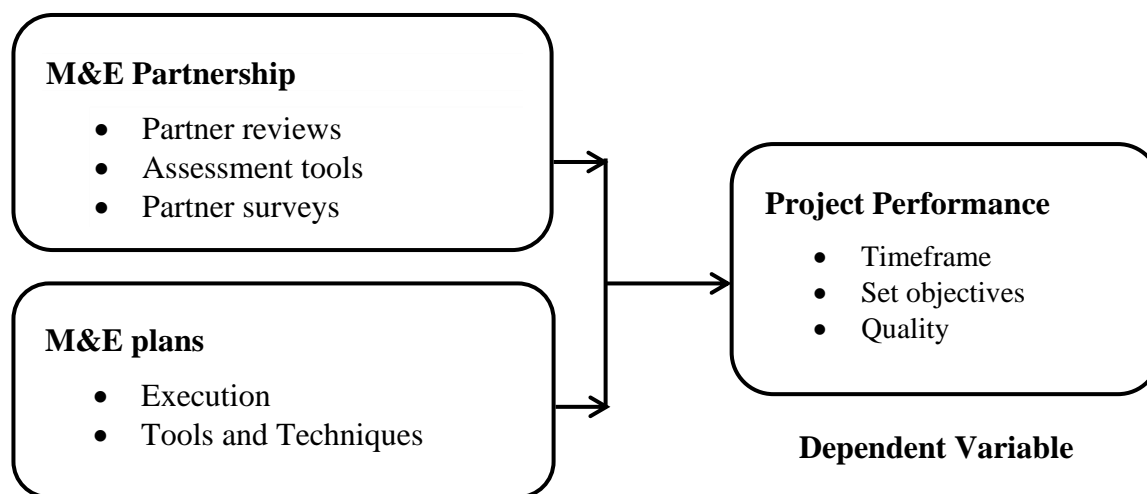 M&E Partnership
• Partner reviews
• Assessment tools
• Partner surveys
M&E plans
• Execution
• Tools and Techniques
Project Performance
• Timeframe
• Set objectives
• Quality
Dependent Variable